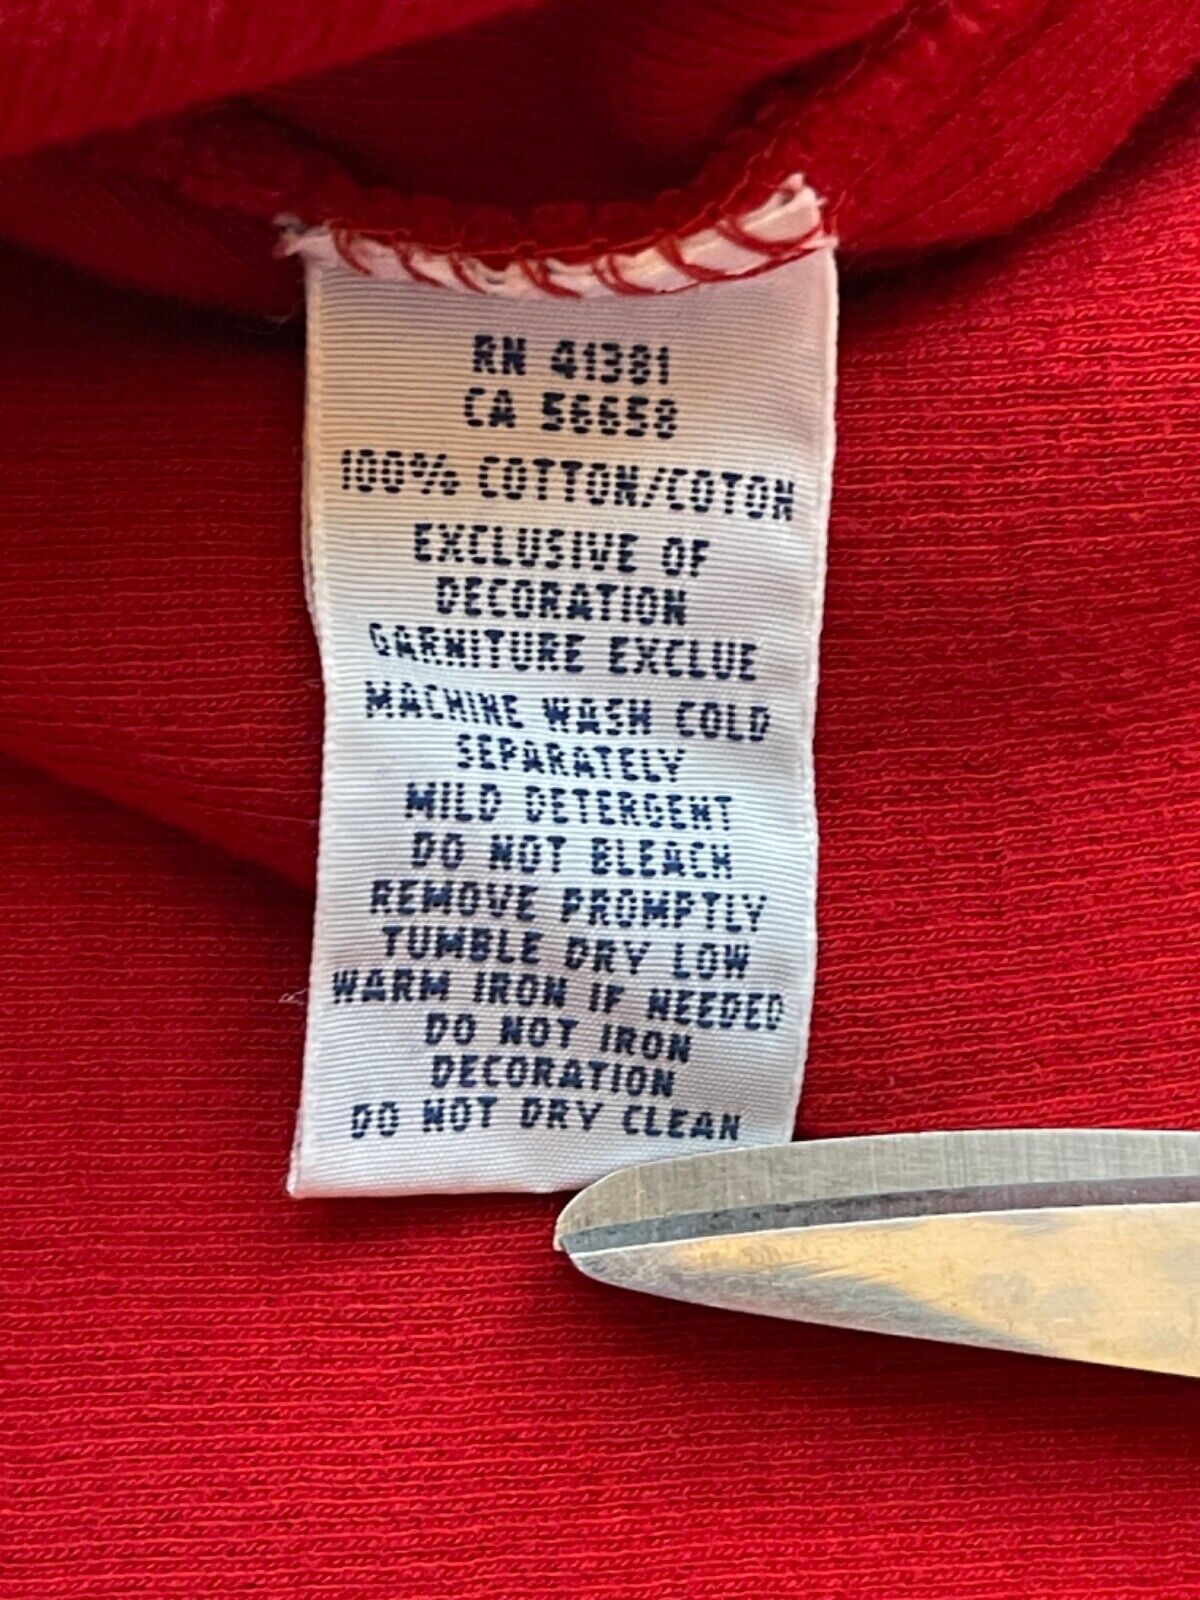 RN 41381
CA 56658
100% COTTON/COTON
EXCLUSIVE OF
DECORATION
GARNITURE EXCLUE
MACHINE WASH COLD
SEPARATELY
MILD DETERGENT
DO NOT BLEACH
REMOVE PROMPTLY
TUMBLE DRY LOW
WARM IRON IF NEEDED
DO NOT IRON
DECORATION
DO NOT DRY CLEAN